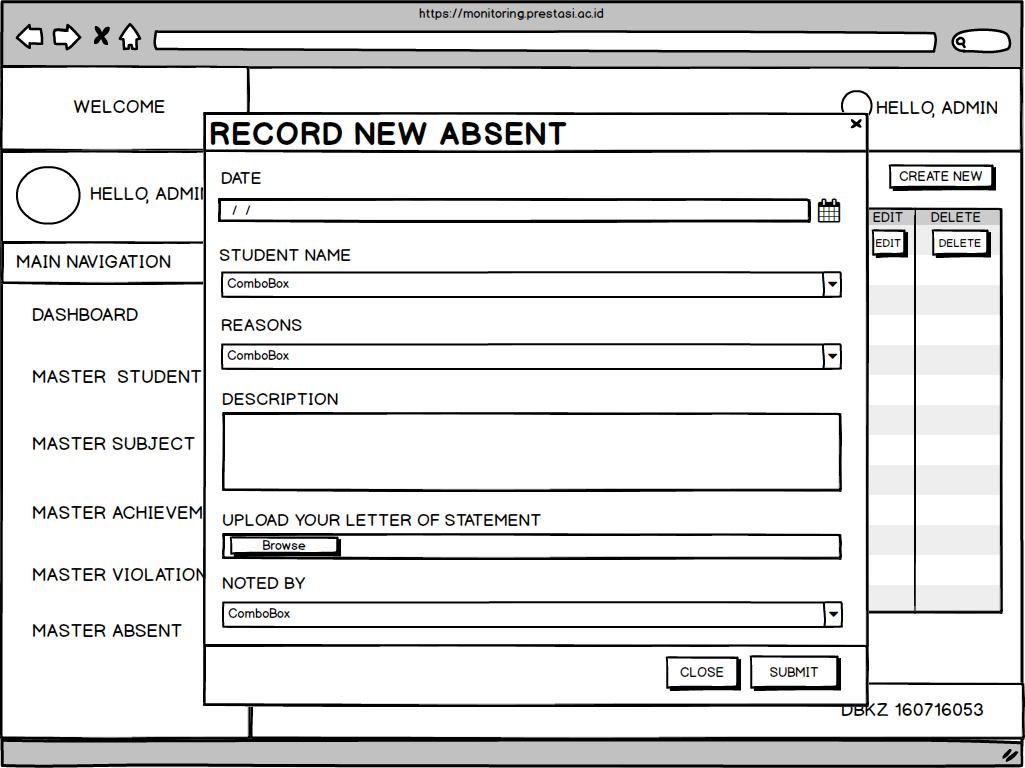 https://monitoring.prestasi.ac.id
WELCOME
HELLO, ADMIN
HELLO, ADMIN
MAIN NAVIGATION
DASHBOARD
MASTER STUDENT
MASTER SUBJECT
MASTER ACHIEVEM
MASTER VIOLATION
MASTER ABSENT
CREATE NEW
EDIT DELETE
EDIT DELETE
RECORD NEW ABSENT
DATE
/ /
STUDENT NAME
ComboBox
REASONS
ComboBox
DESCRIPTION
UPLOAD YOUR LETTER OF STATEMENT
Browse
NOTED BY
ComboBox
CLOSE SUBMIT
DBKZ 160716053